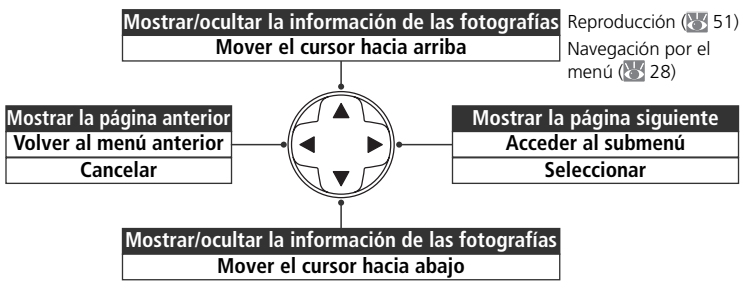 Mostrar/ocultar la información de las fotografías
Mover el cursor hacia arriba
Reproducción ( 51)
Navegación por el
menú ( 28)
Mostrar la página anterior
Volver al menú anterior
Cancelar
Mostrar la página siguiente
Acceder al submenú
Seleccionar
Mostrar/ocultar la información de las fotografías
Mover el cursor hacia abajo